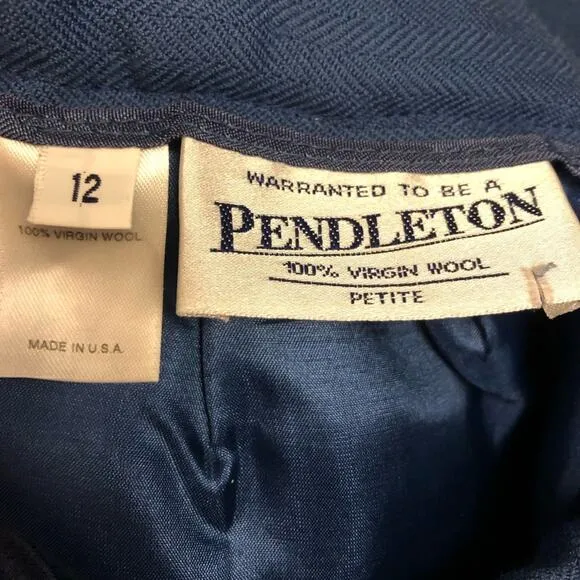 12
100% VIRGIN WOOL
MADE IN U.S.A.
WARRANTED TO BE A
PENDLETON
100% VIRGIN WOOL
PETITE